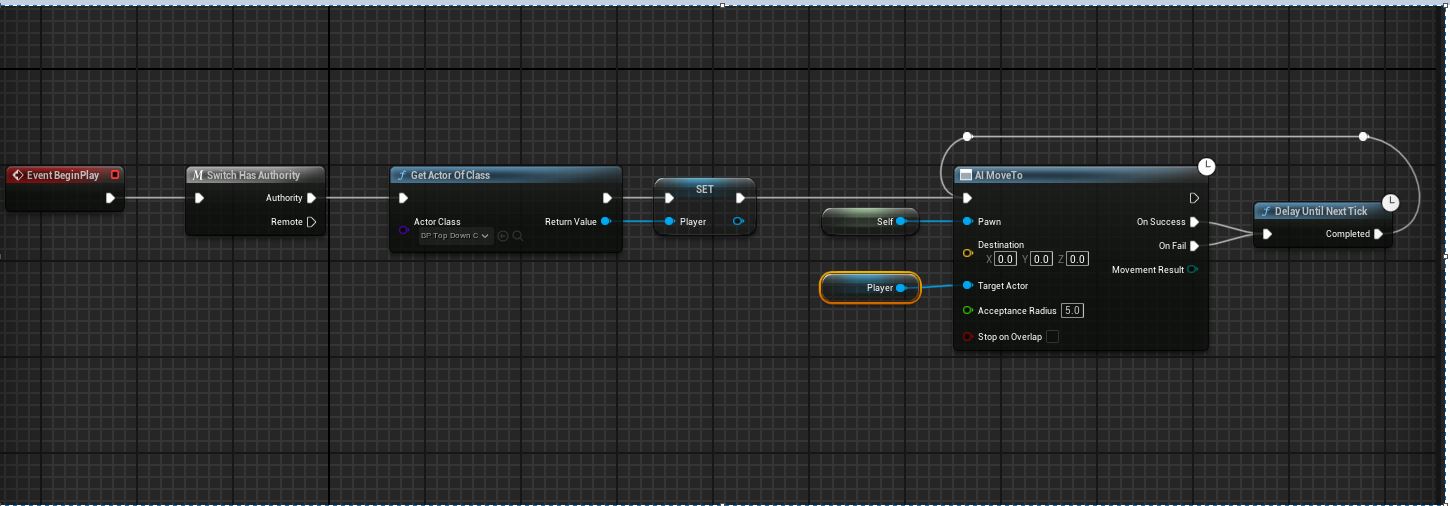 Event BeginPlay
Switch Has Authority
Authority
Remote
Get Actor Of Class
Actor Class
BP Top Down C
Return Value
SET
Player
Self
Player
AI MoveTo
Pawn
Destination
X 0.0 Y 0.0 Z 0.0
Target Actor
Acceptance Radius 5.0
Stop on Overlap
On Success
On Fail
Movement Result
Delay Until Next Tick
Completed